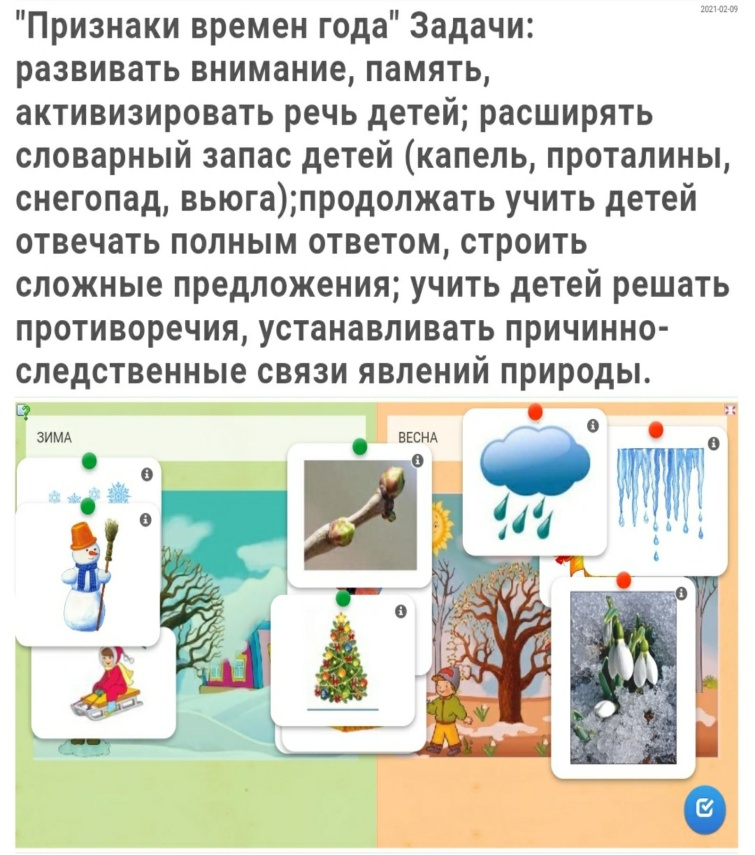 2021-02-09
"Признаки времен года" Задачи:
развивать внимание, память,
активизировать речь детей; расширять
словарный запас детей (капель, проталины,
снегопад, вьюга);продолжать учить детей
отвечать полным ответом, строить
сложные предложения; учить детей решать
противоречия, устанавливать причинно-
следственные связи явлений природы.
ЗИМА
ВЕСНА